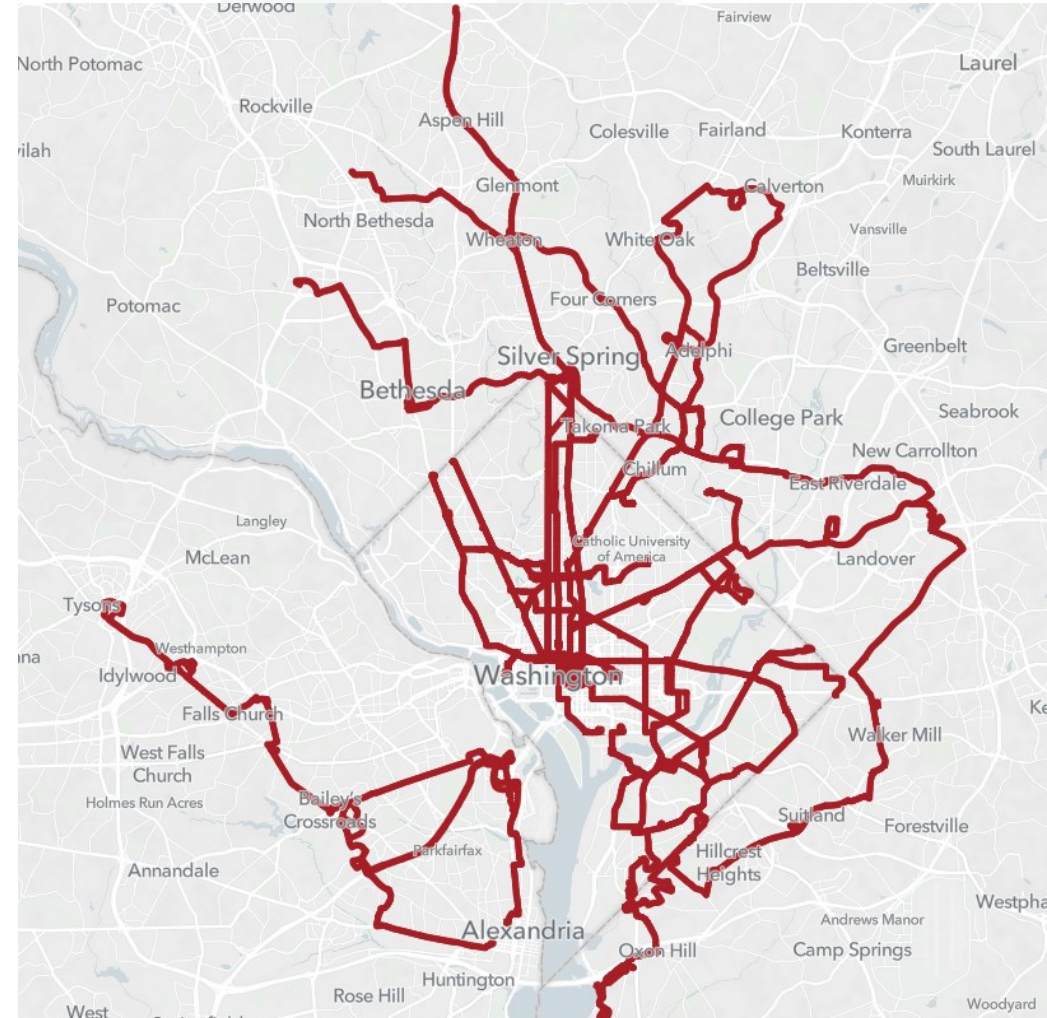 Derwood
Fairview
North Potomac
Laurel
Rockville
Aspen Hill
Colesville
Fairland
Konterra
South Laurel
vilah
Glenmont
Calverton
Muirkirk
North Bethesda
Wheaton
White Oak
Vansville
Beltsville
Potomac
Four Corners
Silver Spring
Adelphi
Greenbelt
Bethesda
College Park
Seabrook
Takoma Park
New Carrollton
Chillum
East Riverdale
Langley
Catholic University
of America
McLean
Landover
Tysons
Westhampton
nna
Idylwood
Washington
Ke
Falls Church
Walker Mill
West Falls
Church
Holmes Run Acres
Bailey's
Crossroads
Suitland
Forestville
Parkfairfax
Hillcrest
Heights
Annandale
Westpha
Andrews Manor
Alexandria
Oxon Hill
Camp Springs
Huntington
Rose Hill
Woodyard
West